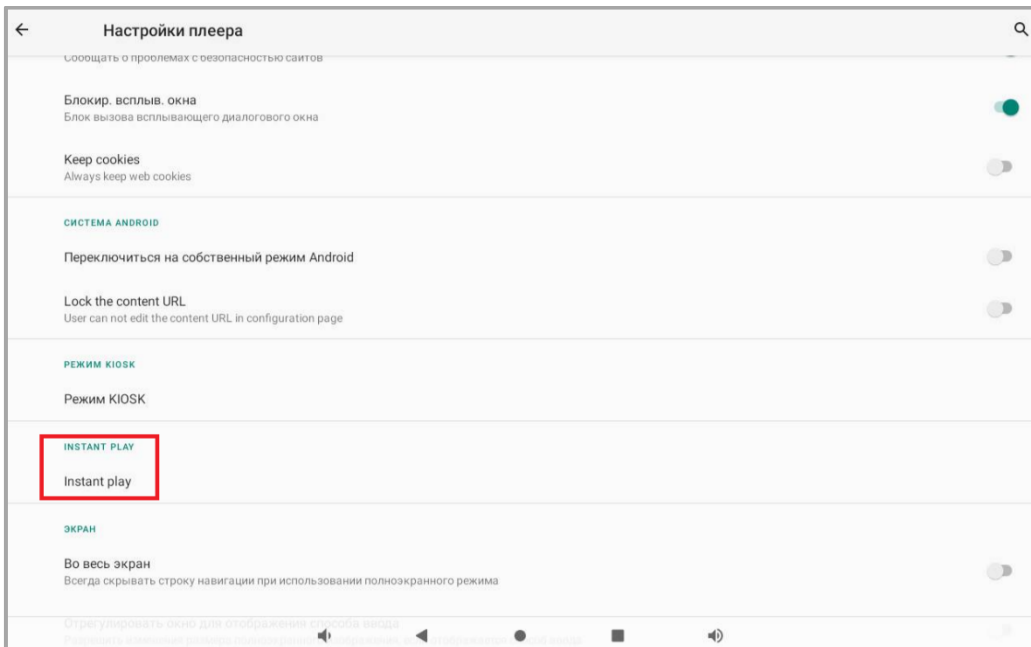 Настройки плеера
Сообщать о проблемах с безопасностью сайтов
Блокир. всплыв. окна
Блок вызова всплывающего диалогового окна
Keep cookies
Always keep web cookies
СИСТЕМА ANDROID
Переключиться на собственный режим Android
Lock the content URL
User can not edit the content URL in configuration page
РЕЖИМ KIOSK
Режим KIOSK
INSTANT PLAY
Instant play
ЭКРАН
Во весь экран
Всегда скрывать строку навигации при использовании полноэкранного режима
Отрегулировать окно для отображения способа ввода